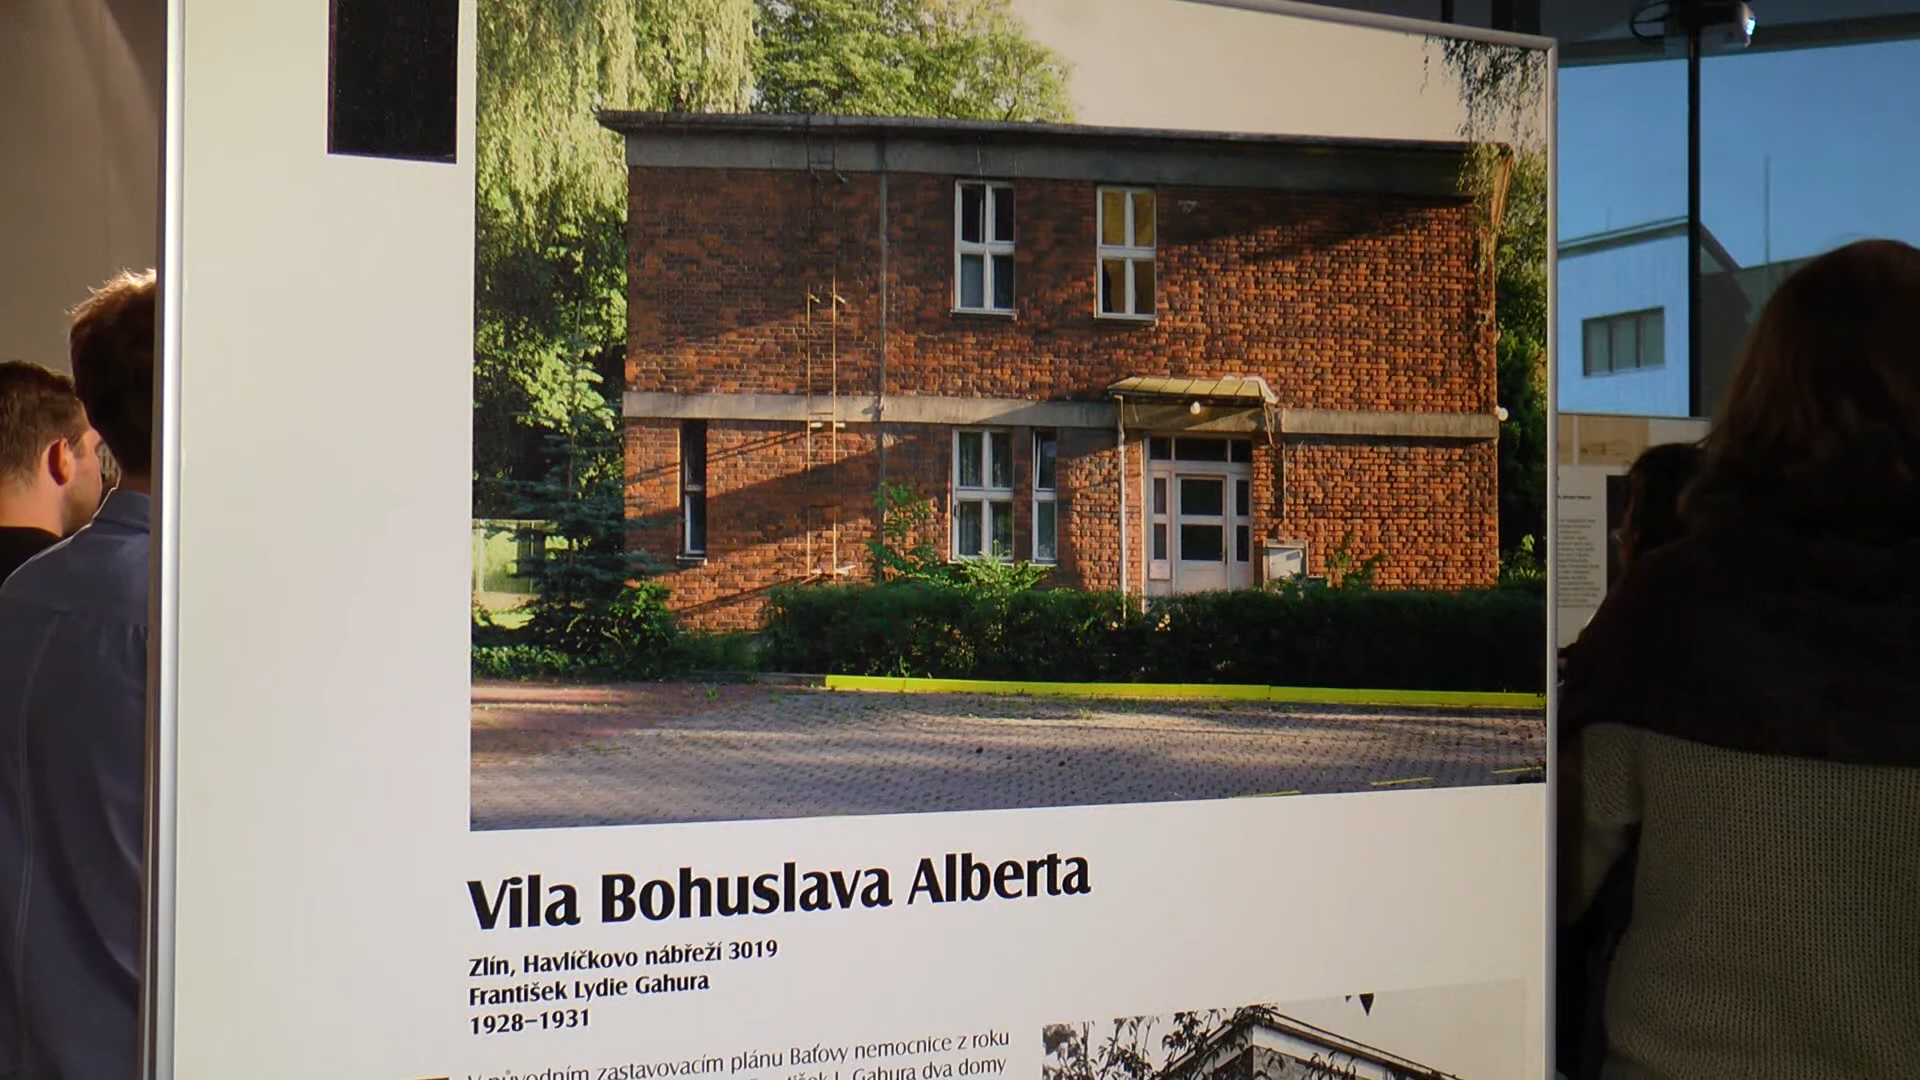 Vila Bohuslava Alberta
Zlín, Havlíčkovo nábřeží 3019
František Lydie Gahura
1928–1931
V původním zastavovacím plánu Baťovy nemocnice z roku
L. Gahura dva domy